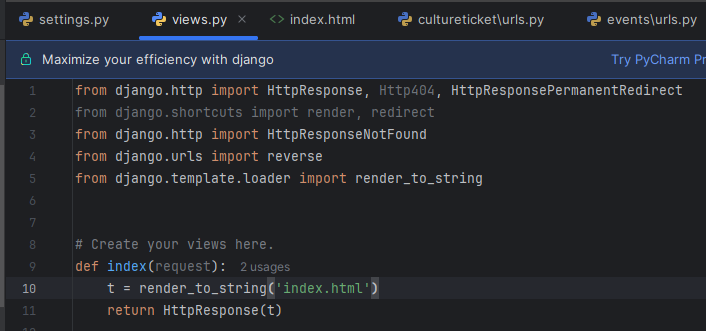 settings.py views.py × <> index.html cultureticket\urls.py events\urls.py
Maximize your efficiency with django Try PyCharm Pr
1 from django.http import HttpResponse, Http404, HttpResponsePermanentRedirect
2 from django.shortcuts import render, redirect
3 from django.http import HttpResponseNotFound
4 from django.urls import reverse
5 from django.template.loader import render_to_string
6
7
8 # Create your views here.
9 def index(request): 2 usages
10 t = render_to_string('index.html')
11 return HttpResponse(t)